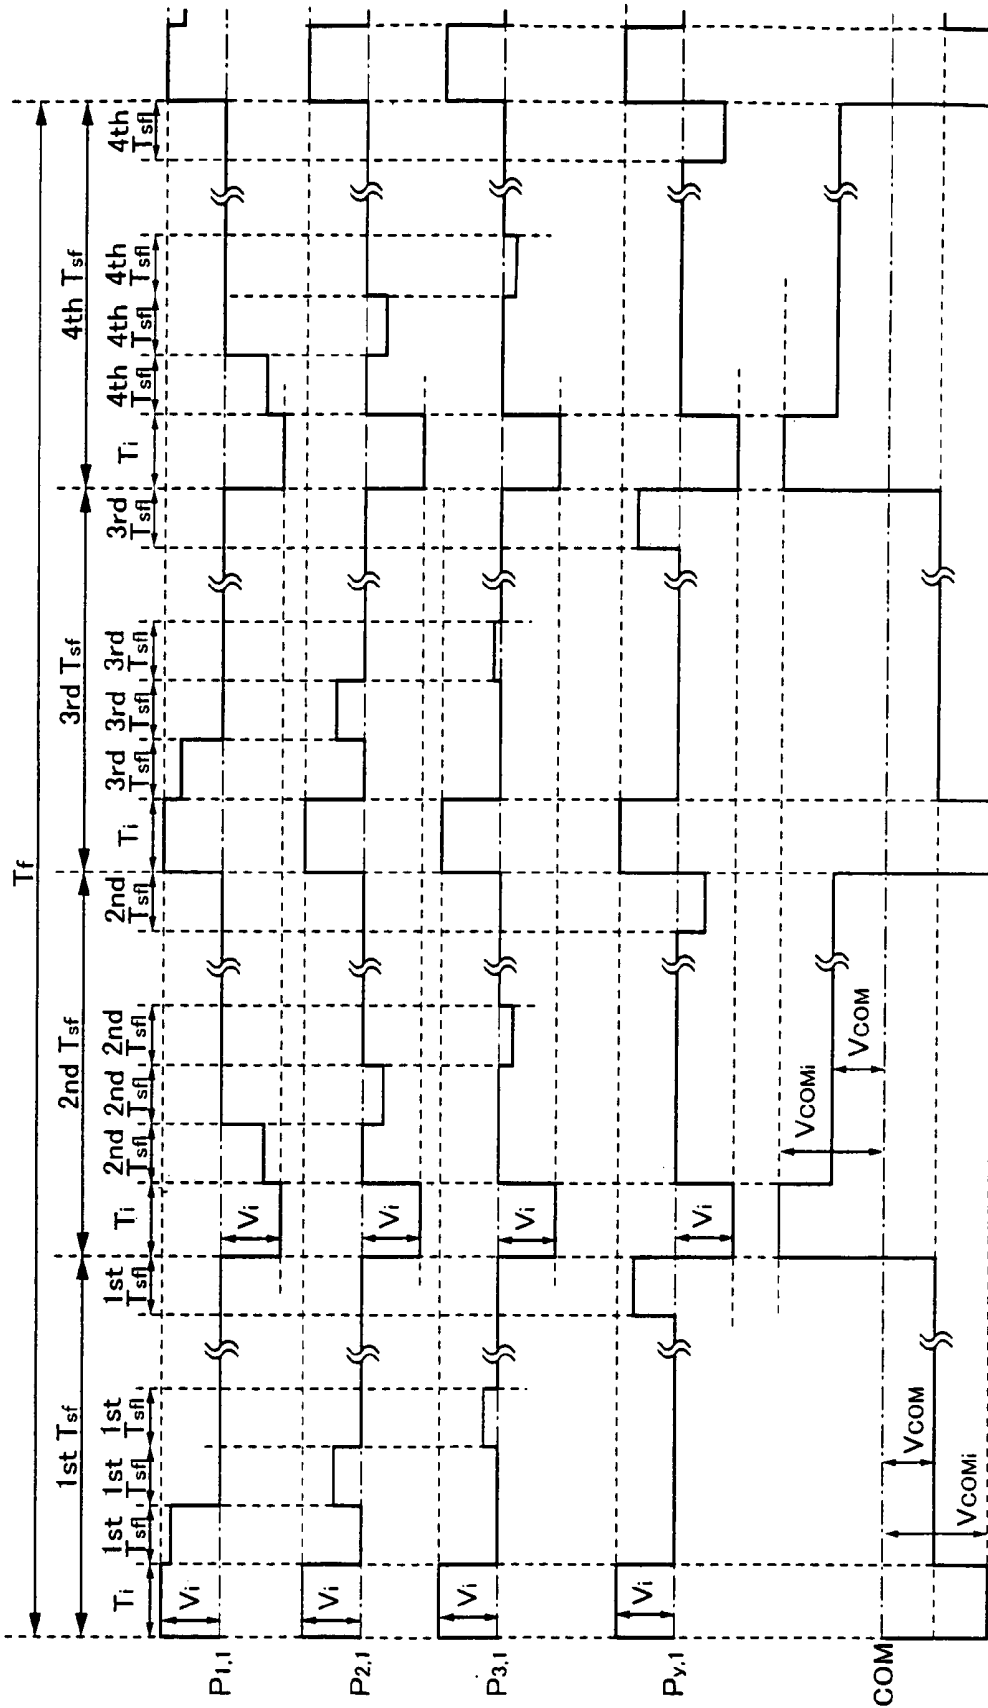 Tf
1st Tsf 2nd Tsf 3rd Tsf 4th Tsf
Ti 1st Tsfl 1st Tsfl 1st Tsfl 1st Tsfl Ti 2nd Tsfl 2nd Tsfl 2nd Tsfl 2nd Tsfl Ti 3rd Tsfl 3rd Tsfl 3rd Tsfl 3rd Tsfl Ti 4th Tsfl 4th Tsfl 4th Tsfl 4th Tsfl
P1,1 Vi Vi
P2,1 Vi Vi
P3,1 Vi Vi
Py,1 Vi Vi
VCOMi VCOM
COM VCOM
VCOMi